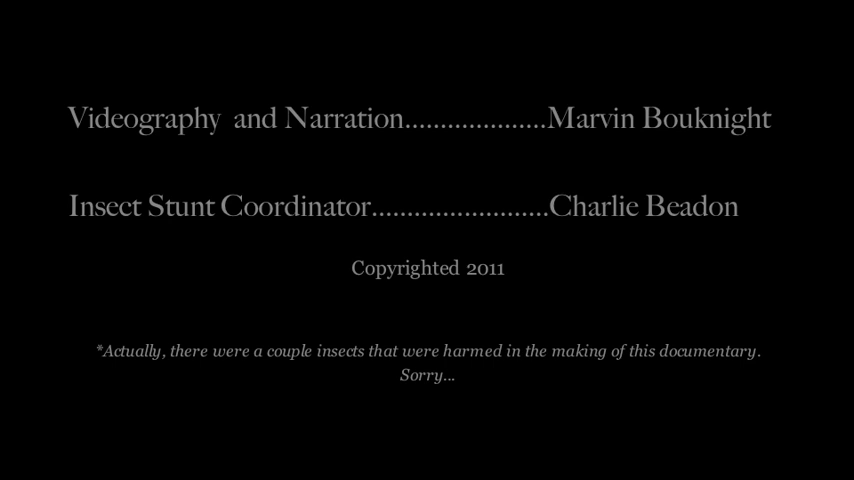 Videography and Narration....................Marvin Bouknight
Insect Stunt Coordinator.........................Charlie Beadon
Copyrighted 2011
*Actually, there were a couple insects that were harmed in the making of this documentary.
Sorry...